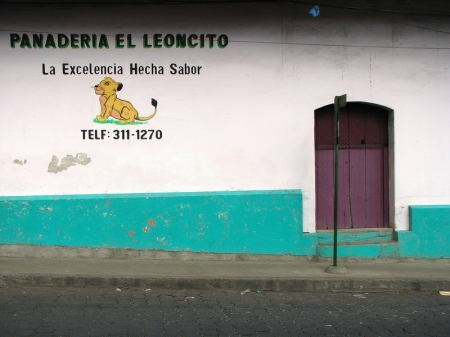 PANADERIA EL LEONCITO
La Excelencia Hecha Sabor
TELF: 311-1270